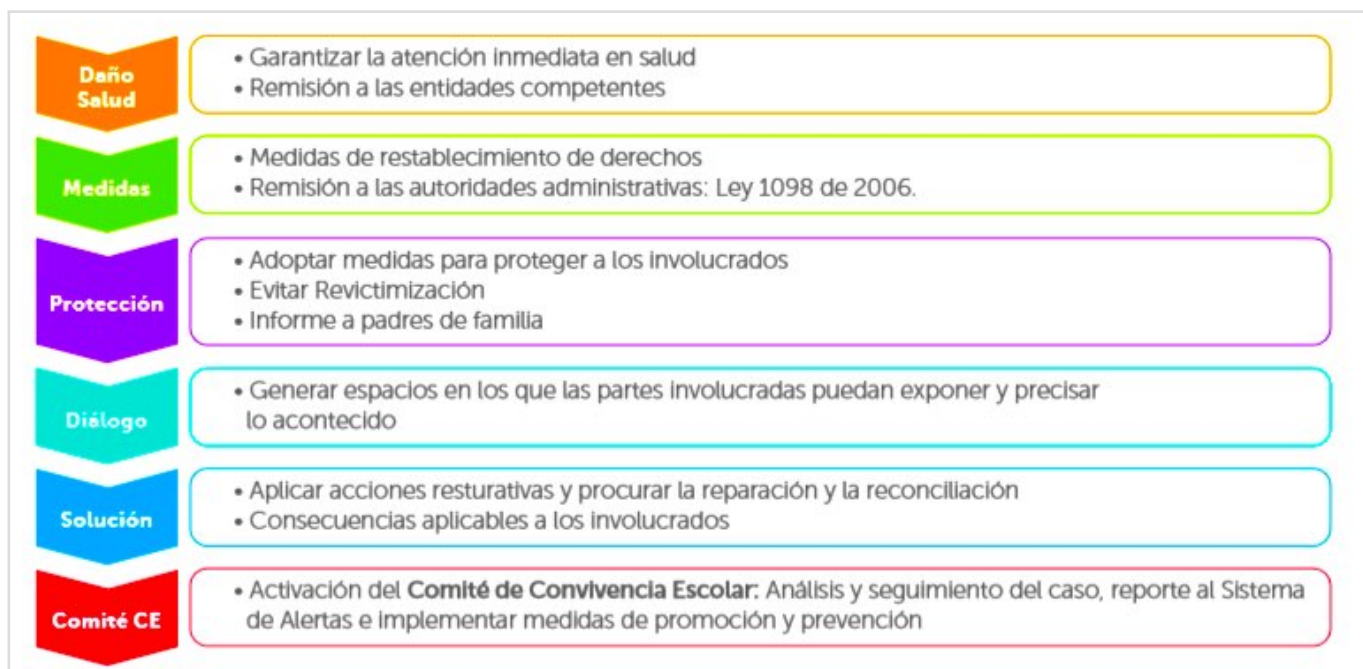 Daño
Salud
• Garantizar la atención inmediata en salud
• Remisión a las entidades competentes
Medidas
• Medidas de restablecimiento de derechos
• Remisión a las autoridades administrativas: Ley 1098 de 2006.
Protección
• Adoptar medidas para proteger a los involucrados
• Evitar Revictimización
• Informe a padres de familia
Diálogo
• Generar espacios en los que las partes involucradas puedan exponer y precisar
lo acontecido
Solución
• Aplicar acciones resturativas y procurar la reparación y la reconciliación
• Consecuencias aplicables a los involucrados
Comité CE
• Activación del Comité de Convivencia Escolar: Análisis y seguimiento del caso, reporte al Sistema
de Alertas e implementar medidas de promoción y prevención